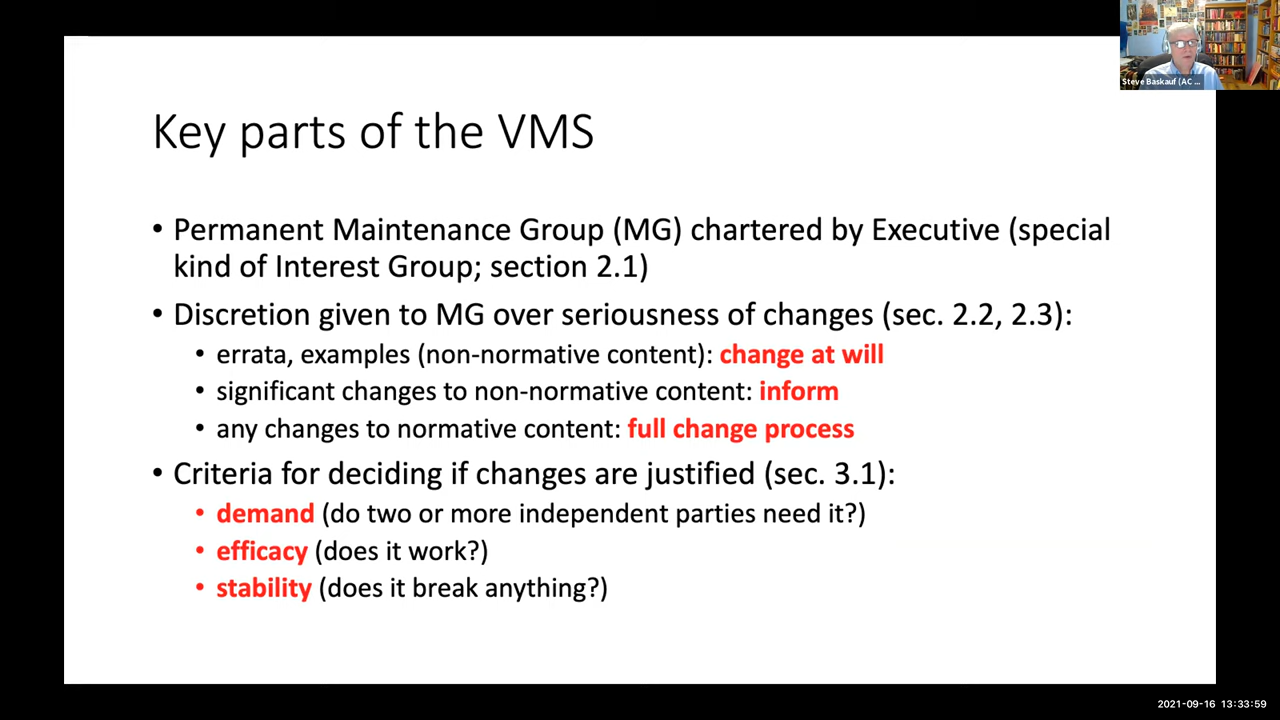 Steve Baskauf (AC ...
Key parts of the VMS
• Permanent Maintenance Group (MG) chartered by Executive (special
kind of Interest Group; section 2.1)
• Discretion given to MG over seriousness of changes (sec. 2.2, 2.3):
• errata, examples (non-normative content): change at will
• significant changes to non-normative content: inform
• any changes to normative content: full change process
• Criteria for deciding if changes are justified (sec. 3.1):
• demand (do two or more independent parties need it?)
• efficacy (does it work?)
• stability (does it break anything?)
2021-09-16 13:33:59